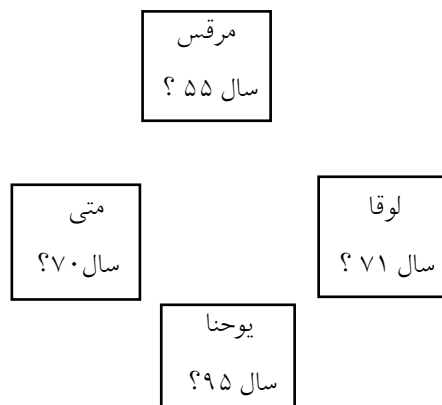 مرقس
سال ۵۵ ؟
لوقا
سال ۷۱ ؟
متی
سال۷۰؟
یوحنا
سال ۹۵؟